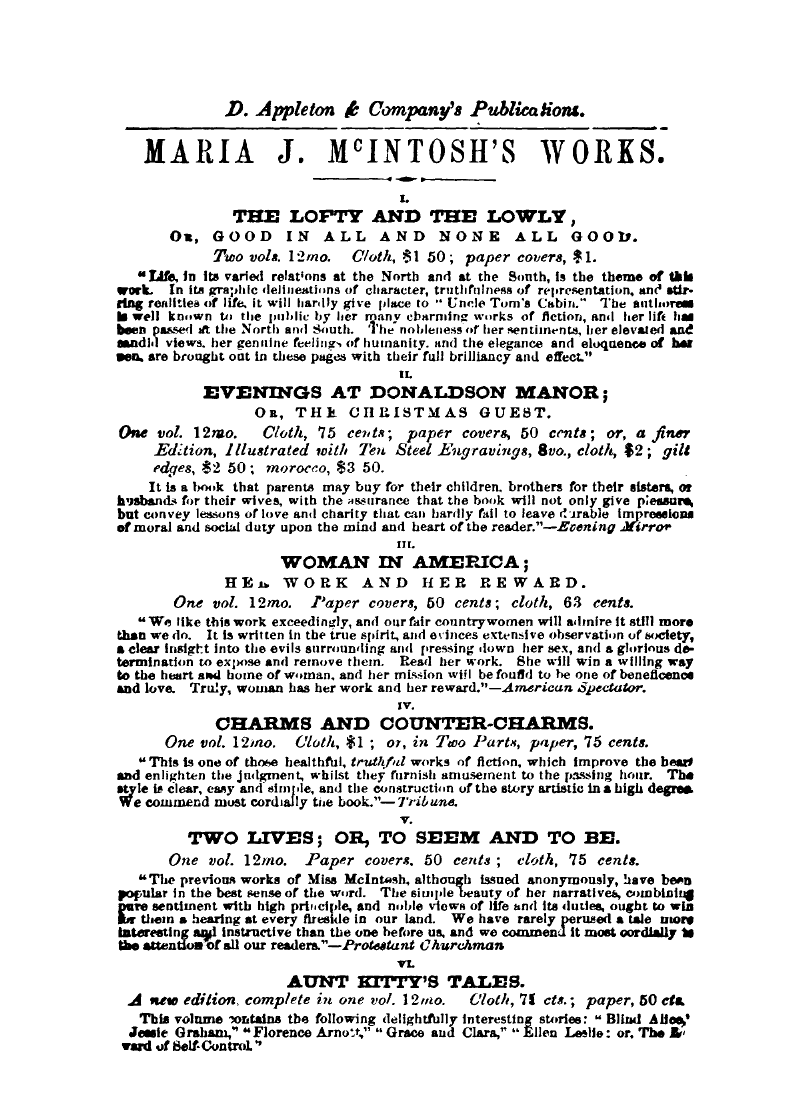 D. Appleton & Company's Publications.
MARIA J. McINTOSH'S WORKS.
I.
THE LOFTY AND THE LOWLY,
OR, GOOD IN ALL AND NONE ALL GOOD.
Two vols. 12mo. Cloth, $1 50; paper covers, $1.
"Life, in its varied relations at the North and at the South, is the theme of this
work. In its graphic delineations of character, truthfulness of representation, and stir-
ring realities of life, it will hardly give place to "Uncle Tom's Cabin." The authoress
is well known to the public by her many charming works of fiction, and her life has
been passed at the North and South. The nobleness of her sentiments, her elevated and
candid views, her genuine feelings of humanity, and the elegance and eloquence of her
pen, are brought out in these pages with their full brilliancy and effect."
II.
EVENINGS AT DONALDSON MANOR;
OR, THE CHRISTMAS GUEST.
One vol. 12mo. Cloth, 75 cents; paper covers, 50 cents; or, a finer
Edition, Illustrated with Ten Steel Engravings, 8vo., cloth, $2; gilt
edges, $2 50; morocco, $3 50.
It is a book that parents may buy for their children, brothers for their sisters, or
husbands for their wives, with the assurance that the book will not only give pleasure,
but convey lessons of love and charity that can hardly fail to leave durable impressions
of moral and social duty upon the mind and heart of the reader."—Evening Mirror
III.
WOMAN IN AMERICA;
HER WORK AND HER REWARD.
One vol. 12mo. Paper covers, 50 cents; cloth, 63 cents.
"We like this work exceedingly, and our fair countrywomen will admire it still more
than we do. It is written in the true spirit, and evinces extensive observation of society,
a clear insight into the evils surrounding and pressing down her sex, and a glorious de-
termination to expose and remove them. Read her work. She will win a willing way
to the heart and home of woman, and her mission will be found to be one of beneficence
and love. Truly, woman has her work and her reward."—American Spectator.
IV.
CHARMS AND COUNTER-CHARMS.
One vol. 12mo. Cloth, $1; or, in Two Parts, paper, 75 cents.
"This is one of those healthful, truthful works of fiction, which improve the heart
and enlighten the judgment, whilst they furnish amusement to the passing hour. The
style is clear, easy and simple, and the construction of the story artistic in a high degree.
We commend most cordially the book."—Tribune.
V.
TWO LIVES; OR, TO SEEM AND TO BE.
One vol. 12mo. Paper covers, 50 cents; cloth, 75 cents.
"The previous works of Miss McIntosh, although issued anonymously, have been
popular in the best sense of the word. The simple beauty of her narratives, combining
pure sentiment with high principle, and noble views of life and its duties, ought to win
for them a hearing at every fireside in our land. We have rarely perused a tale more
interesting and instructive than the one before us, and we commend it most cordially to
the attention of all our readers."—Protestant Churchman
VI.
AUNT KITTY'S TALES.
A new edition, complete in one vol. 12mo. Cloth, 75 cts.; paper, 50 cts.
This volume contains the following delightfully interesting stories: "Blind Alice,"
"Jessie Graham," "Florence Arnott," "Grace and Clara," "Ellen Leslie: or, The Re-
ward of Self-Control."